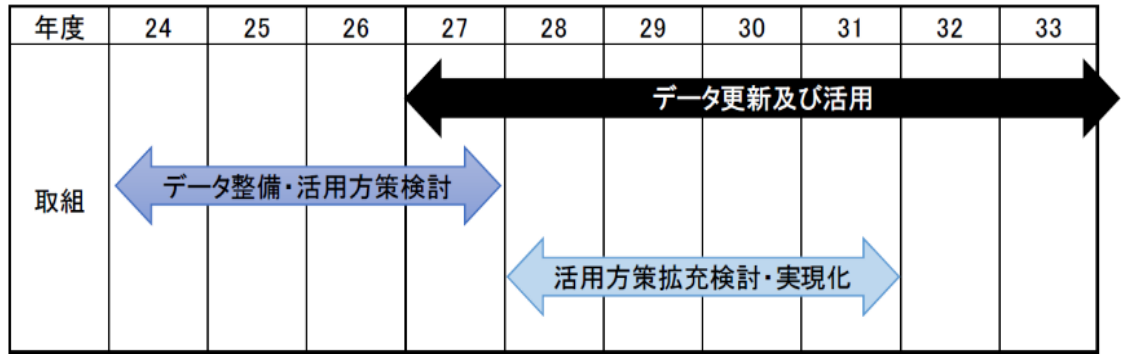 年度 24 25 26 27 28 29 30 31 32 33
データ更新及び活用
データ整備・活用方策検討
取組
活用方策拡充検討・実現化